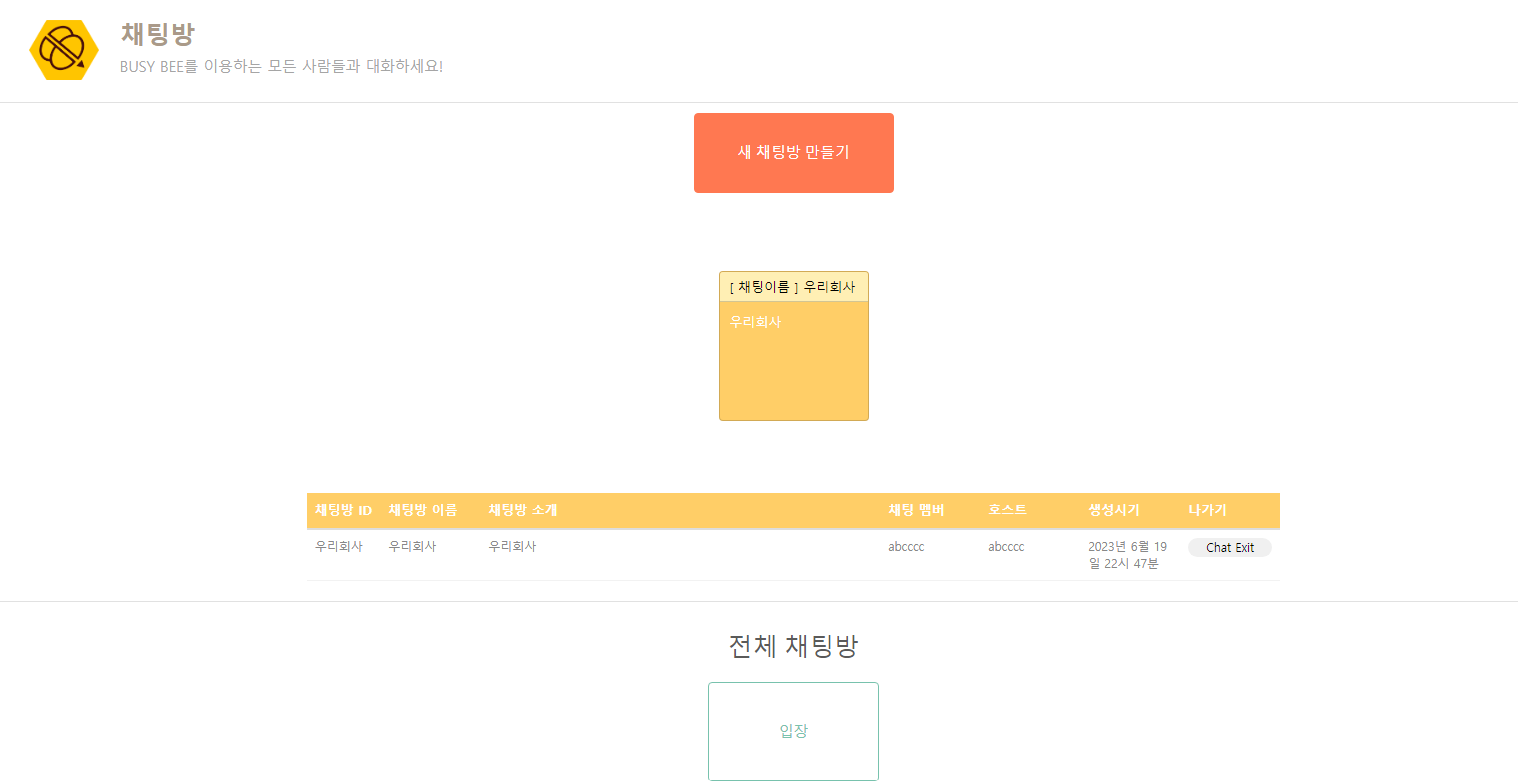 채팅방
BUSY BEE를 이용하는 모든 사람들과 대화하세요!
새 채팅방 만들기
[ 채팅이름 ] 우리회사
우리회사
채팅방 ID 채팅방 이름 채팅방 소개 채팅 멤버 호스트 생성시기 나가기
우리회사 우리회사 우리회사 abcccc abcccc 2023년 6월 19 Chat Exit
일 22시 47분
전체 채팅방
입장